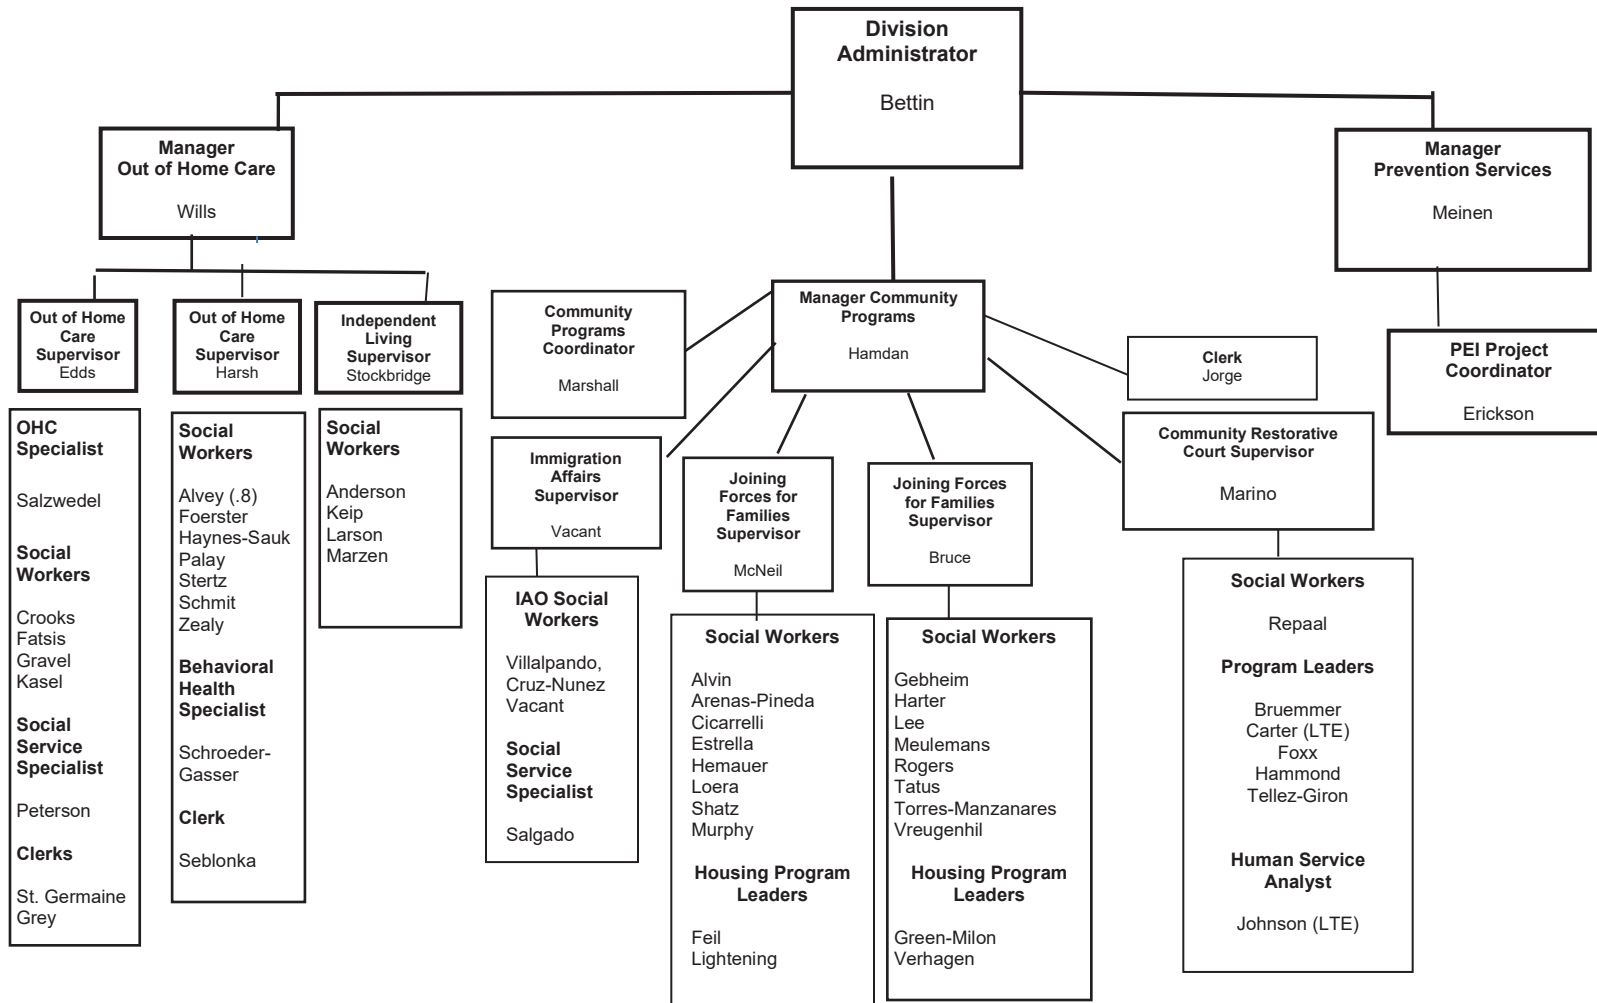 Division
Administrator
Bettin
Manager
Out of Home Care
Wills
Manager
Prevention Services
Meinen
Out of Home
Care
Supervisor
Edds
Out of Home
Care
Supervisor
Harsh
Independent
Living
Supervisor
Stockbridge
Community
Programs
Coordinator
Marshall
Manager Community
Programs
Hamdan
Clerk
Jorge
PEI Project
Coordinator
Erickson
Immigration
Affairs
Supervisor
Vacant
Joining
Forces for
Families
Supervisor
McNeil
Joining Forces
for Families
Supervisor
Bruce
Community Restorative
Court Supervisor
Marino
OHC
Specialist
Salzwedel
Social
Workers
Crooks
Fatsis
Gravel
Kasel
Social
Service
Specialist
Peterson
Clerks
St. Germaine
Grey
Social
Workers
Alvey (.8)
Foerster
Haynes-Sauk
Palay
Stertz
Schmit
Zealy
Behavioral
Health
Specialist
Schroeder-
Gasser
Clerk
Seblonka
Social
Workers
Anderson
Keip
Larson
Marzen
IAO Social
Workers
Villalpando,
Cruz-Nunez
Vacant
Social
Service
Specialist
Salgado
Social Workers
Alvin
Arenas-Pineda
Cicarrelli
Estrella
Hemauer
Loera
Shatz
Murphy
Housing Program
Leaders
Feil
Lightening
Social Workers
Gebheim
Harter
Lee
Meulemans
Rogers
Tatus
Torres-Manzanares
Vreugenhil
Housing Program
Leaders
Green-Milon
Verhagen
Social Workers
Repaal
Program Leaders
Bruemmer
Carter (LTE)
Foxx
Hammond
Tellez-Giron
Human Service
Analyst
Johnson (LTE)